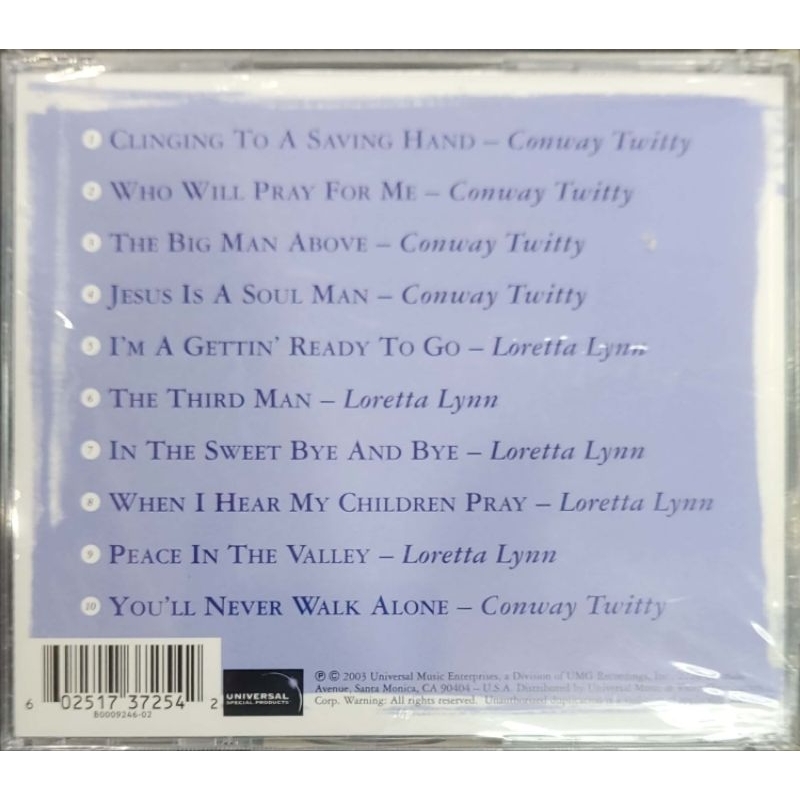 1 CLINGING TO A SAVING HAND – Conway Twitty
2 WHO WILL PRAY FOR ME – Conway Twitty
3 THE BIG MAN ABOVE – Conway Twitty
4 JESUS IS A SOUL MAN – Conway Twitty
5 I'M A GETTIN' READY TO GO – Loretta Lynn
6 THE THIRD MAN – Loretta Lynn
7 IN THE SWEET BYE AND BYE – Loretta Lynn
8 WHEN I HEAR MY CHILDREN PRAY – Loretta Lynn
9 PEACE IN THE VALLEY – Loretta Lynn
10 YOU'LL NEVER WALK ALONE – Conway Twitty
6 02517 37254 2
B0009246-02
UNIVERSAL
SPECIAL PRODUCTS
℗ © 2003 Universal Music Enterprises, a Division of UMG Recordings, Inc.
Avenue, Santa Monica, CA 90404 – U.S.A. Distributed by Universal Music
Corp. Warning: All rights reserved. Unauthorized duplication is a